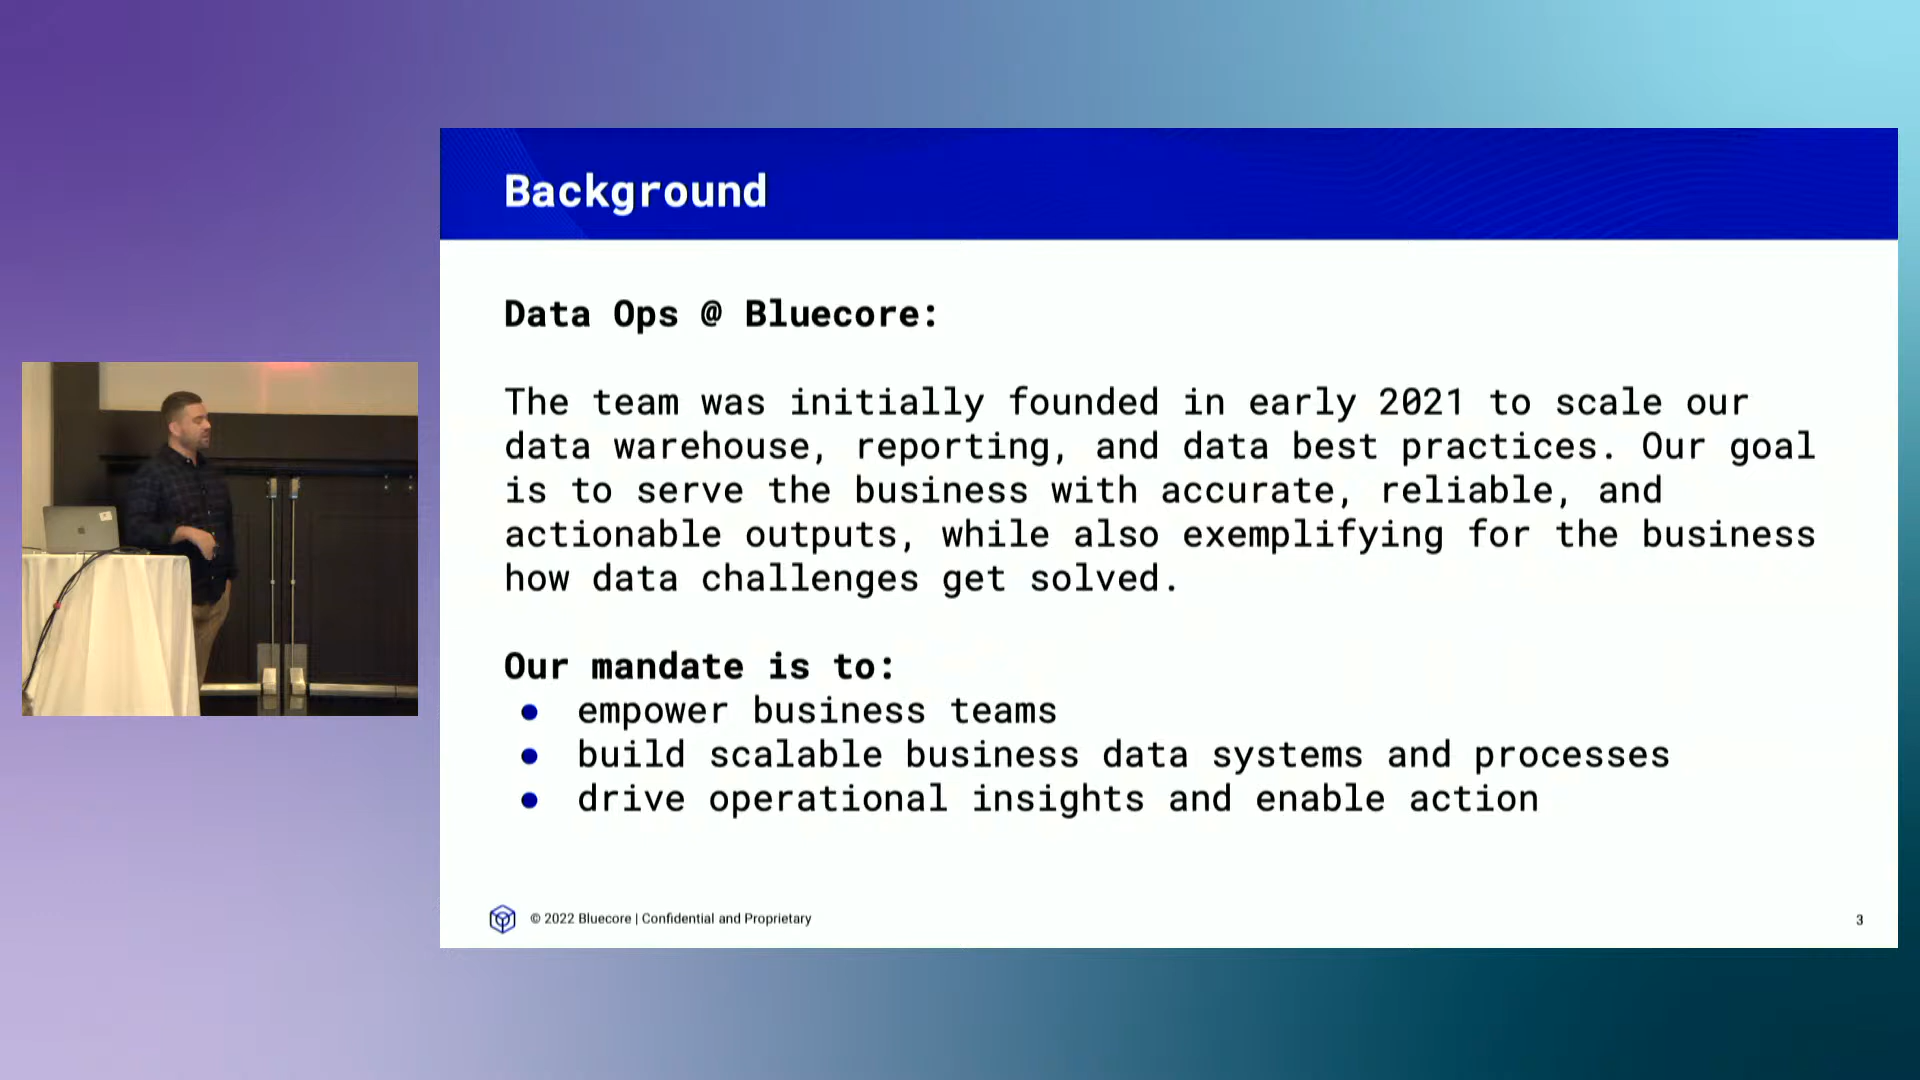 Background
Data Ops @ Bluecore:
The team was initially founded in early 2021 to scale our
data warehouse, reporting, and data best practices. Our goal
is to serve the business with accurate, reliable, and
actionable outputs, while also exemplifying for the business
how data challenges get solved.
Our mandate is to:
● empower business teams
● build scalable business data systems and processes
● drive operational insights and enable action
© 2022 Bluecore | Confidential and Proprietary
3